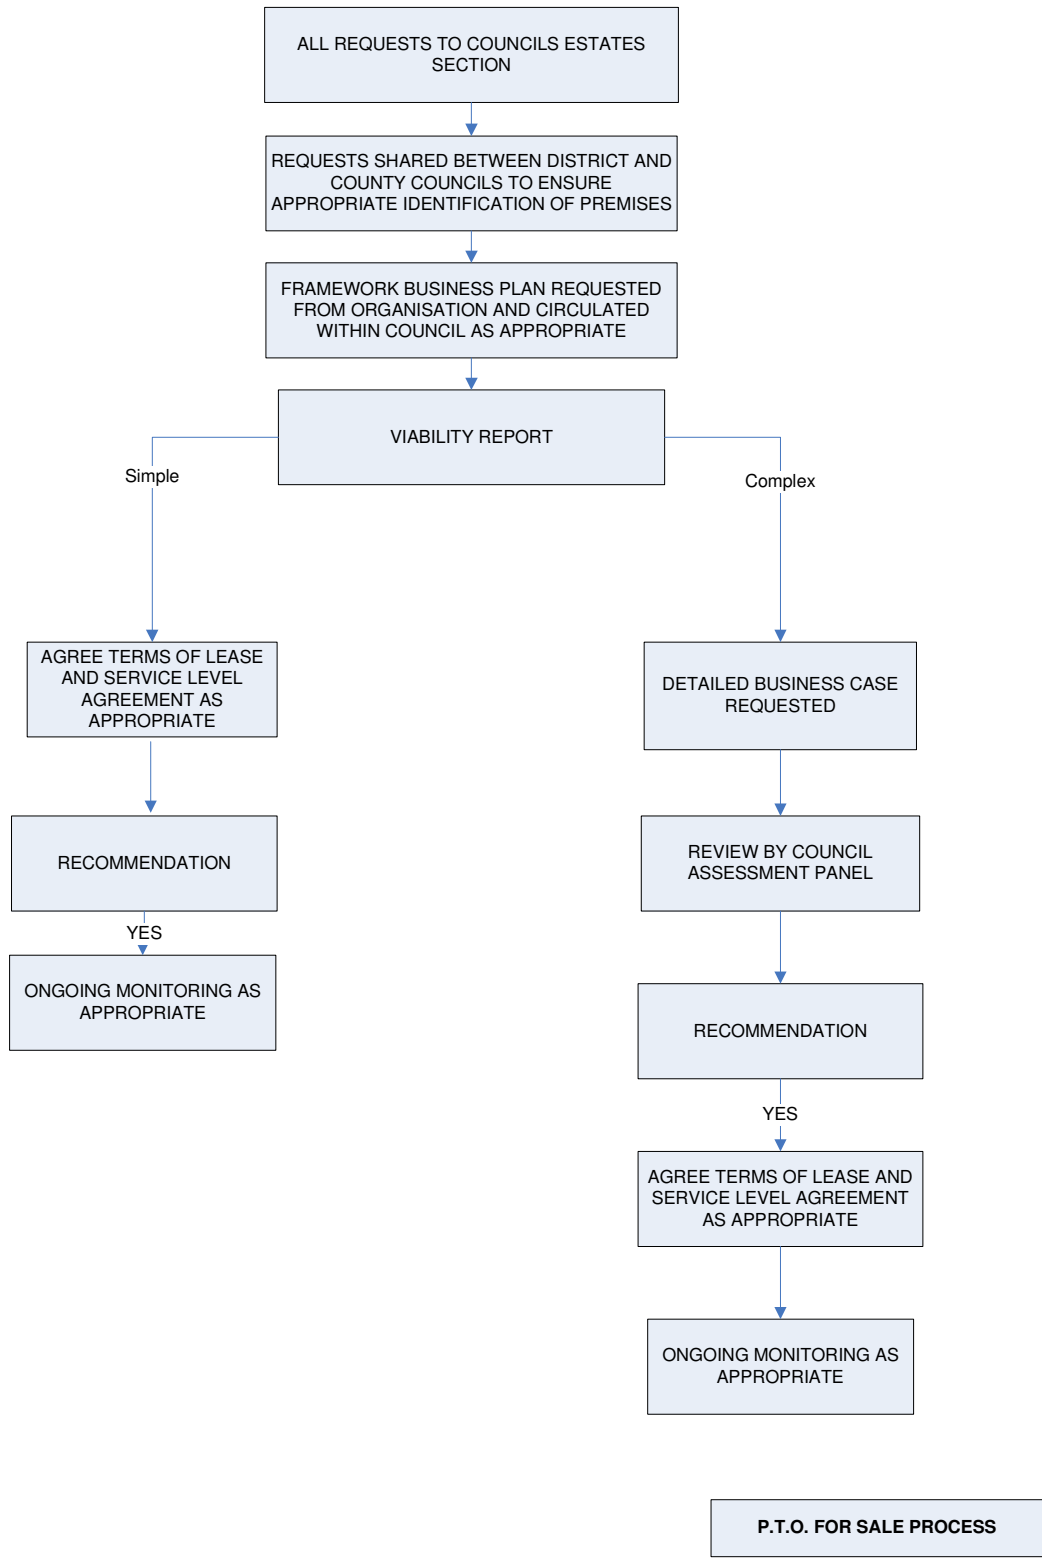 ALL REQUESTS TO COUNCILS ESTATES
SECTION
REQUESTS SHARED BETWEEN DISTRICT AND
COUNTY COUNCILS TO ENSURE
APPROPRIATE IDENTIFICATION OF PREMISES
FRAMEWORK BUSINESS PLAN REQUESTED
FROM ORGANISATION AND CIRCULATED
WITHIN COUNCIL AS APPROPRIATE
VIABILITY REPORT
Simple
Complex
AGREE TERMS OF LEASE
AND SERVICE LEVEL
AGREEMENT AS
APPROPRIATE
RECOMMENDATION
YES
ONGOING MONITORING AS
APPROPRIATE
DETAILED BUSINESS CASE
REQUESTED
REVIEW BY COUNCIL
ASSESSMENT PANEL
RECOMMENDATION
YES
AGREE TERMS OF LEASE AND
SERVICE LEVEL AGREEMENT
AS APPROPRIATE
ONGOING MONITORING AS
APPROPRIATE
P.T.O. FOR SALE PROCESS